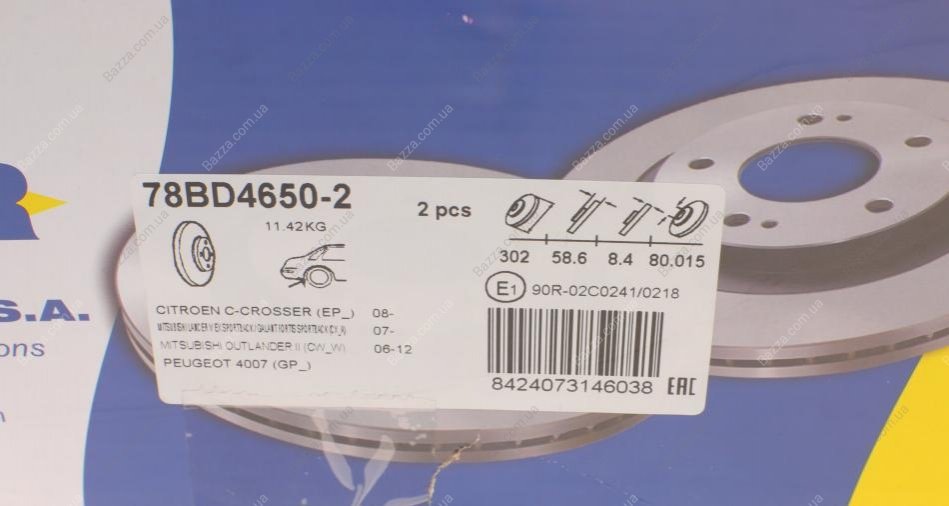 78BD4650-2
2 pcs
11.42KG
302 58.6 8.4 80.015
E1 90R-02C0241/0218
CITROEN C-CROSSER (EP_) 08-
07-
MITSUBISHI OUTLANDER II (CW_W) 06-12
PEUGEOT 4007 (GP_)
8424073146038 EAC
R
S.A.
ons
Bazza.com.ua